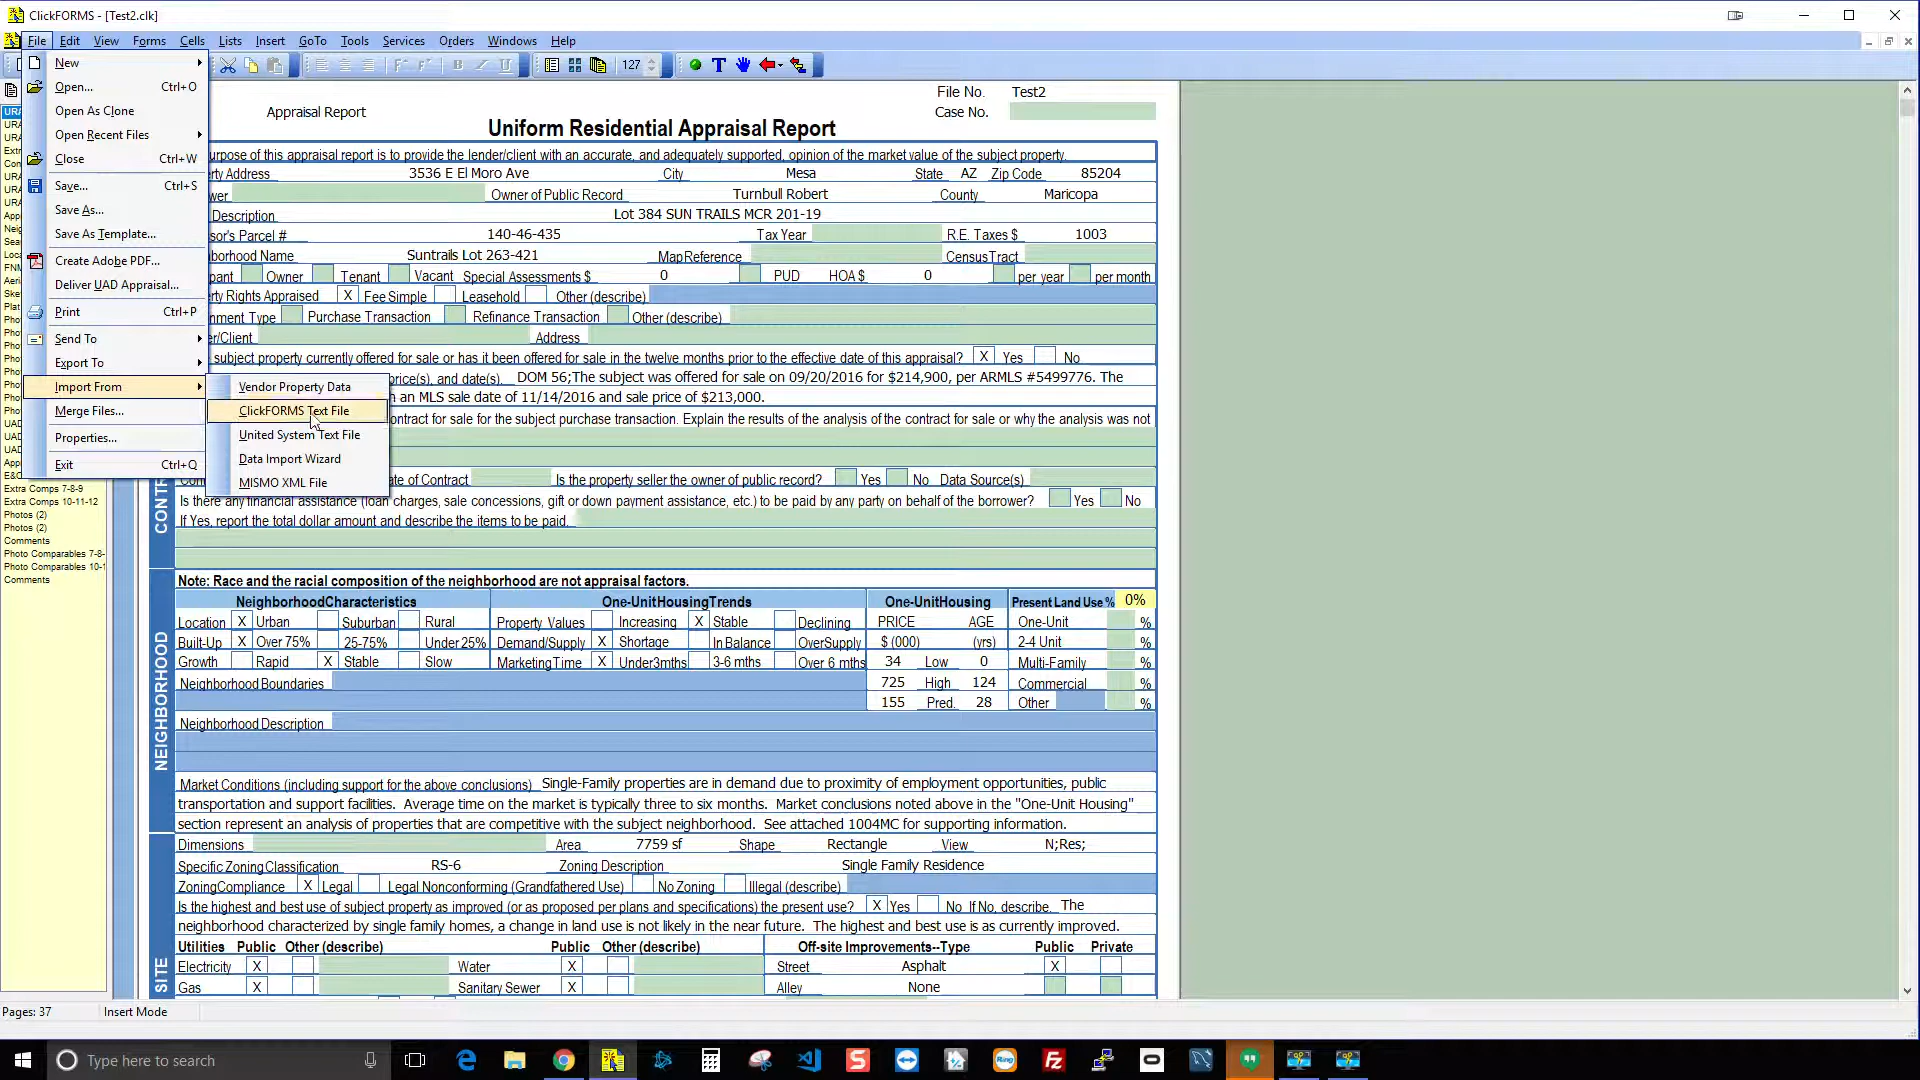 ClickFORMS - [Test2.clk]
File Edit View Forms Cells Lists Insert GoTo Tools Services Orders Windows Help
B U 127 T
New
Open... Ctrl+O
Open As Clone
Open Recent Files
Close Ctrl+W
Save... Ctrl+S
Save As...
Save As Template...
Create Adobe PDF...
Deliver UAD Appraisal...
Print Ctrl+P
Send To
Export To
Import From
Merge Files...
Properties...
Exit Ctrl+Q
Vendor Property Data
ClickFORMS Text File
United System Text File
Data Import Wizard
MISMO XML File
E&O
Extra Comps 7-8-9
Extra Comps 10-11-12
Photos (2)
Photos (2)
Comments
Photo Comparables 7-8-
Photo Comparables 10-1
Comments
File No. Test2
Appraisal Report Case No.
Uniform Residential Appraisal Report
urpose of this appraisal report is to provide the lender/client with an accurate, and adequately supported, opinion of the market value of the subject property.
rty Address 3536 E El Moro Ave City Mesa State AZ Zip Code 85204
wer Owner of Public Record Turnbull Robert County Maricopa
Description Lot 384 SUN TRAILS MCR 201-19
sor's Parcel # 140-46-435 Tax Year R.E. Taxes $ 1003
borhood Name Suntrails Lot 263-421 Map Reference Census Tract
pant Owner Tenant Vacant Special Assessments $ 0 PUD HOA $ 0 per year per month
rty Rights Appraised X Fee Simple Leasehold Other (describe)
nment Type Purchase Transaction Refinance Transaction Other (describe)
er/Client Address
subject property currently offered for sale or has it been offered for sale in the twelve months prior to the effective date of this appraisal? X Yes No
rice(s), and date(s). DOM 56;The subject was offered for sale on 09/20/2016 for $214,900, per ARMLS #5499776. The
an MLS sale date of 11/14/2016 and sale price of $213,000.
contract for sale for the subject purchase transaction. Explain the results of the analysis of the contract for sale or why the analysis was not
CONTR
te of Contract Is the property seller the owner of public record? Yes No Data Source(s)
Is there any financial assistance (loan charges, sale concessions, gift or down payment assistance, etc.) to be paid by any party on behalf of the borrower? Yes No
If Yes, report the total dollar amount and describe the items to be paid.
NEIGHBORHOOD
Note: Race and the racial composition of the neighborhood are not appraisal factors.
Neighborhood Characteristics One-Unit Housing Trends One-Unit Housing Present Land Use % 0%
Location X Urban Suburban Rural Property Values Increasing X Stable Declining PRICE AGE One-Unit %
Built-Up X Over 75% 25-75% Under 25% Demand/Supply X Shortage In Balance Over Supply $ (000) (yrs) 2-4 Unit %
Growth Rapid X Stable Slow Marketing Time X Under 3 mths 3-6 mths Over 6 mths 34 Low 0 Multi-Family %
Neighborhood Boundaries 725 High 124 Commercial %
155 Pred. 28 Other %
Neighborhood Description
Market Conditions (including support for the above conclusions) Single-Family properties are in demand due to proximity of employment opportunities, public
transportation and support facilities. Average time on the market is typically three to six months. Market conclusions noted above in the "One-Unit Housing"
section represent an analysis of properties that are competitive with the subject neighborhood. See attached 1004MC for supporting information.
SITE
Dimensions Area 7759 sf Shape Rectangle View N;Res;
Specific Zoning Classification RS-6 Zoning Description Single Family Residence
Zoning Compliance X Legal Legal Nonconforming (Grandfathered Use) No Zoning Illegal (describe)
Is the highest and best use of subject property as improved (or as proposed per plans and specifications) the present use? X Yes No If No, describe. The
neighborhood characterized by single family homes, a change in land use is not likely in the near future. The highest and best use is as currently improved.
Utilities Public Other (describe) Public Other (describe) Off-site Improvements--Type Public Private
Electricity X Water X Street Asphalt X
Gas X Sanitary Sewer X Alley None
Pages: 37 Insert Mode
Type here to search